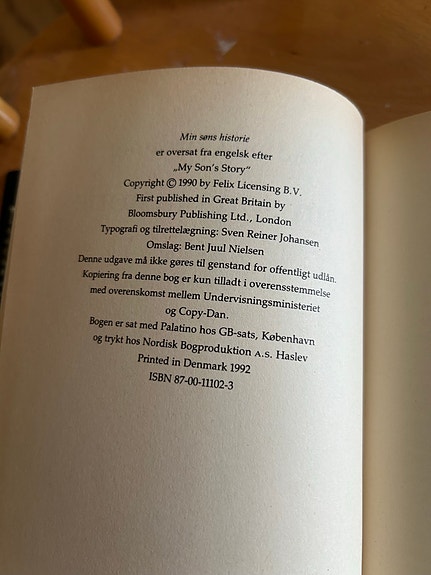 Min søns historie
er oversat fra engelsk efter
„My Son's Story"
Copyright © 1990 by Felix Licensing B.V.
First published in Great Britain by
Bloomsbury Publishing Ltd., London
Typografi og tilrettelægning: Sven Reiner Johansen
Omslag: Bent Juul Nielsen
Denne udgave må ikke gøres til genstand for offentligt udlån.
Kopiering fra denne bog er kun tilladt i overensstemmelse
med overenskomst mellem Undervisningsministeriet
og Copy-Dan.
Bogen er sat med Palatino hos GB-sats, København
og trykt hos Nordisk Bogproduktion A.S. Haslev
Printed in Denmark 1992
ISBN 87-00-11102-3